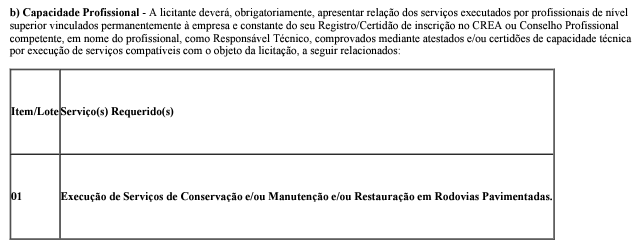 b) Capacidade Profissional - A licitante deverá, obrigatoriamente, apresentar relação dos serviços executados por profissionais de nível
superior vinculados permanentemente à empresa e constante do seu Registro/Certidão de inscrição no CREA ou Conselho Profissional
competente, em nome do profissional, como Responsável Técnico, comprovados mediante atestados e/ou certidões de capacidade técnica
por execução de serviços compatíveis com o objeto da licitação, a seguir relacionados:
Item/Lote Serviço(s) Requerido(s)
01 Execução de Serviços de Conservação e/ou Manutenção e/ou Restauração em Rodovias Pavimentadas.